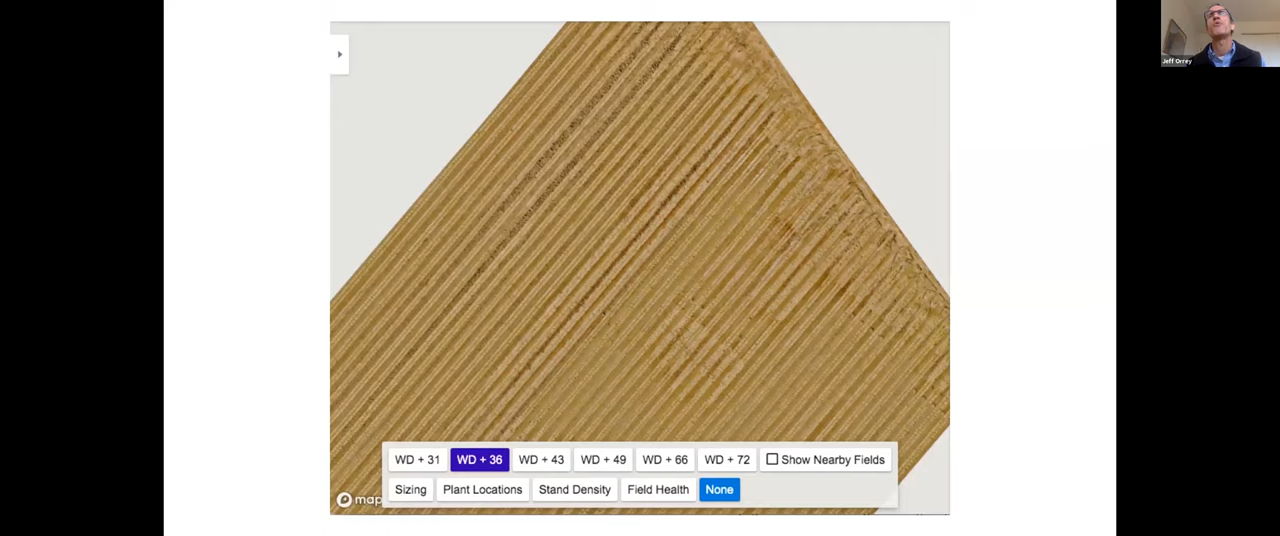 Jeff Orrey
WD + 31 WD + 36 WD + 43 WD + 49 WD + 66 WD + 72 Show Nearby Fields
Sizing Plant Locations Stand Density Field Health None
map